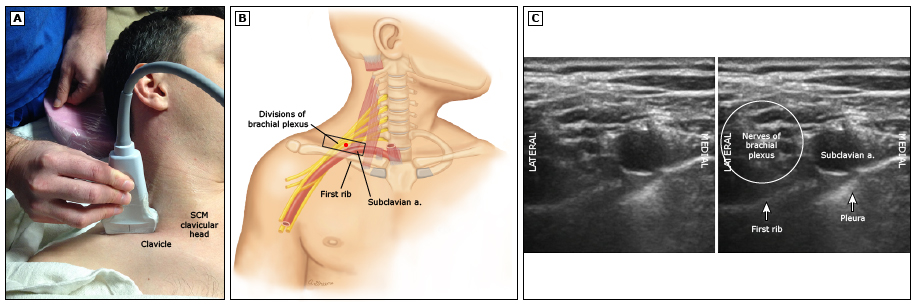 A
SCM
clavicular
head
Clavicle
B
Divisions of
brachial plexus
First rib
Subclavian a.
C
LATERAL
MEDIAL
LATERAL
Nerves of
brachial
plexus
Subclavian a.
MEDIAL
First rib
Pleura